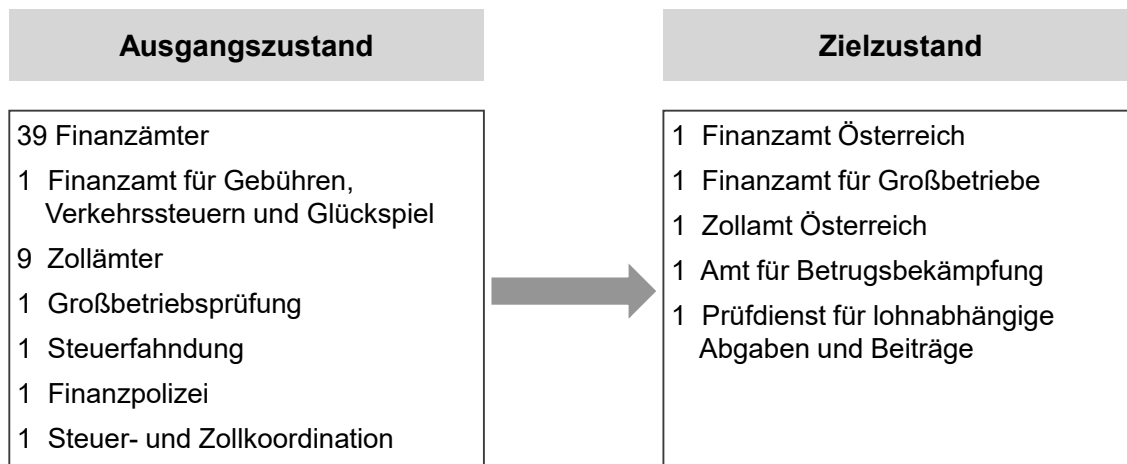 Ausgangszustand
39 Finanzämter
1 Finanzamt für Gebühren,
Verkehrssteuern und Glückspiel
9 Zollämter
1 Großbetriebsprüfung
1 Steuerfahndung
1 Finanzpolizei
1 Steuer- und Zollkoordination
Zielzustand
1 Finanzamt Österreich
1 Finanzamt für Großbetriebe
1 Zollamt Österreich
1 Amt für Betrugsbekämpfung
1 Prüfdienst für lohnabhängige
Abgaben und Beiträge